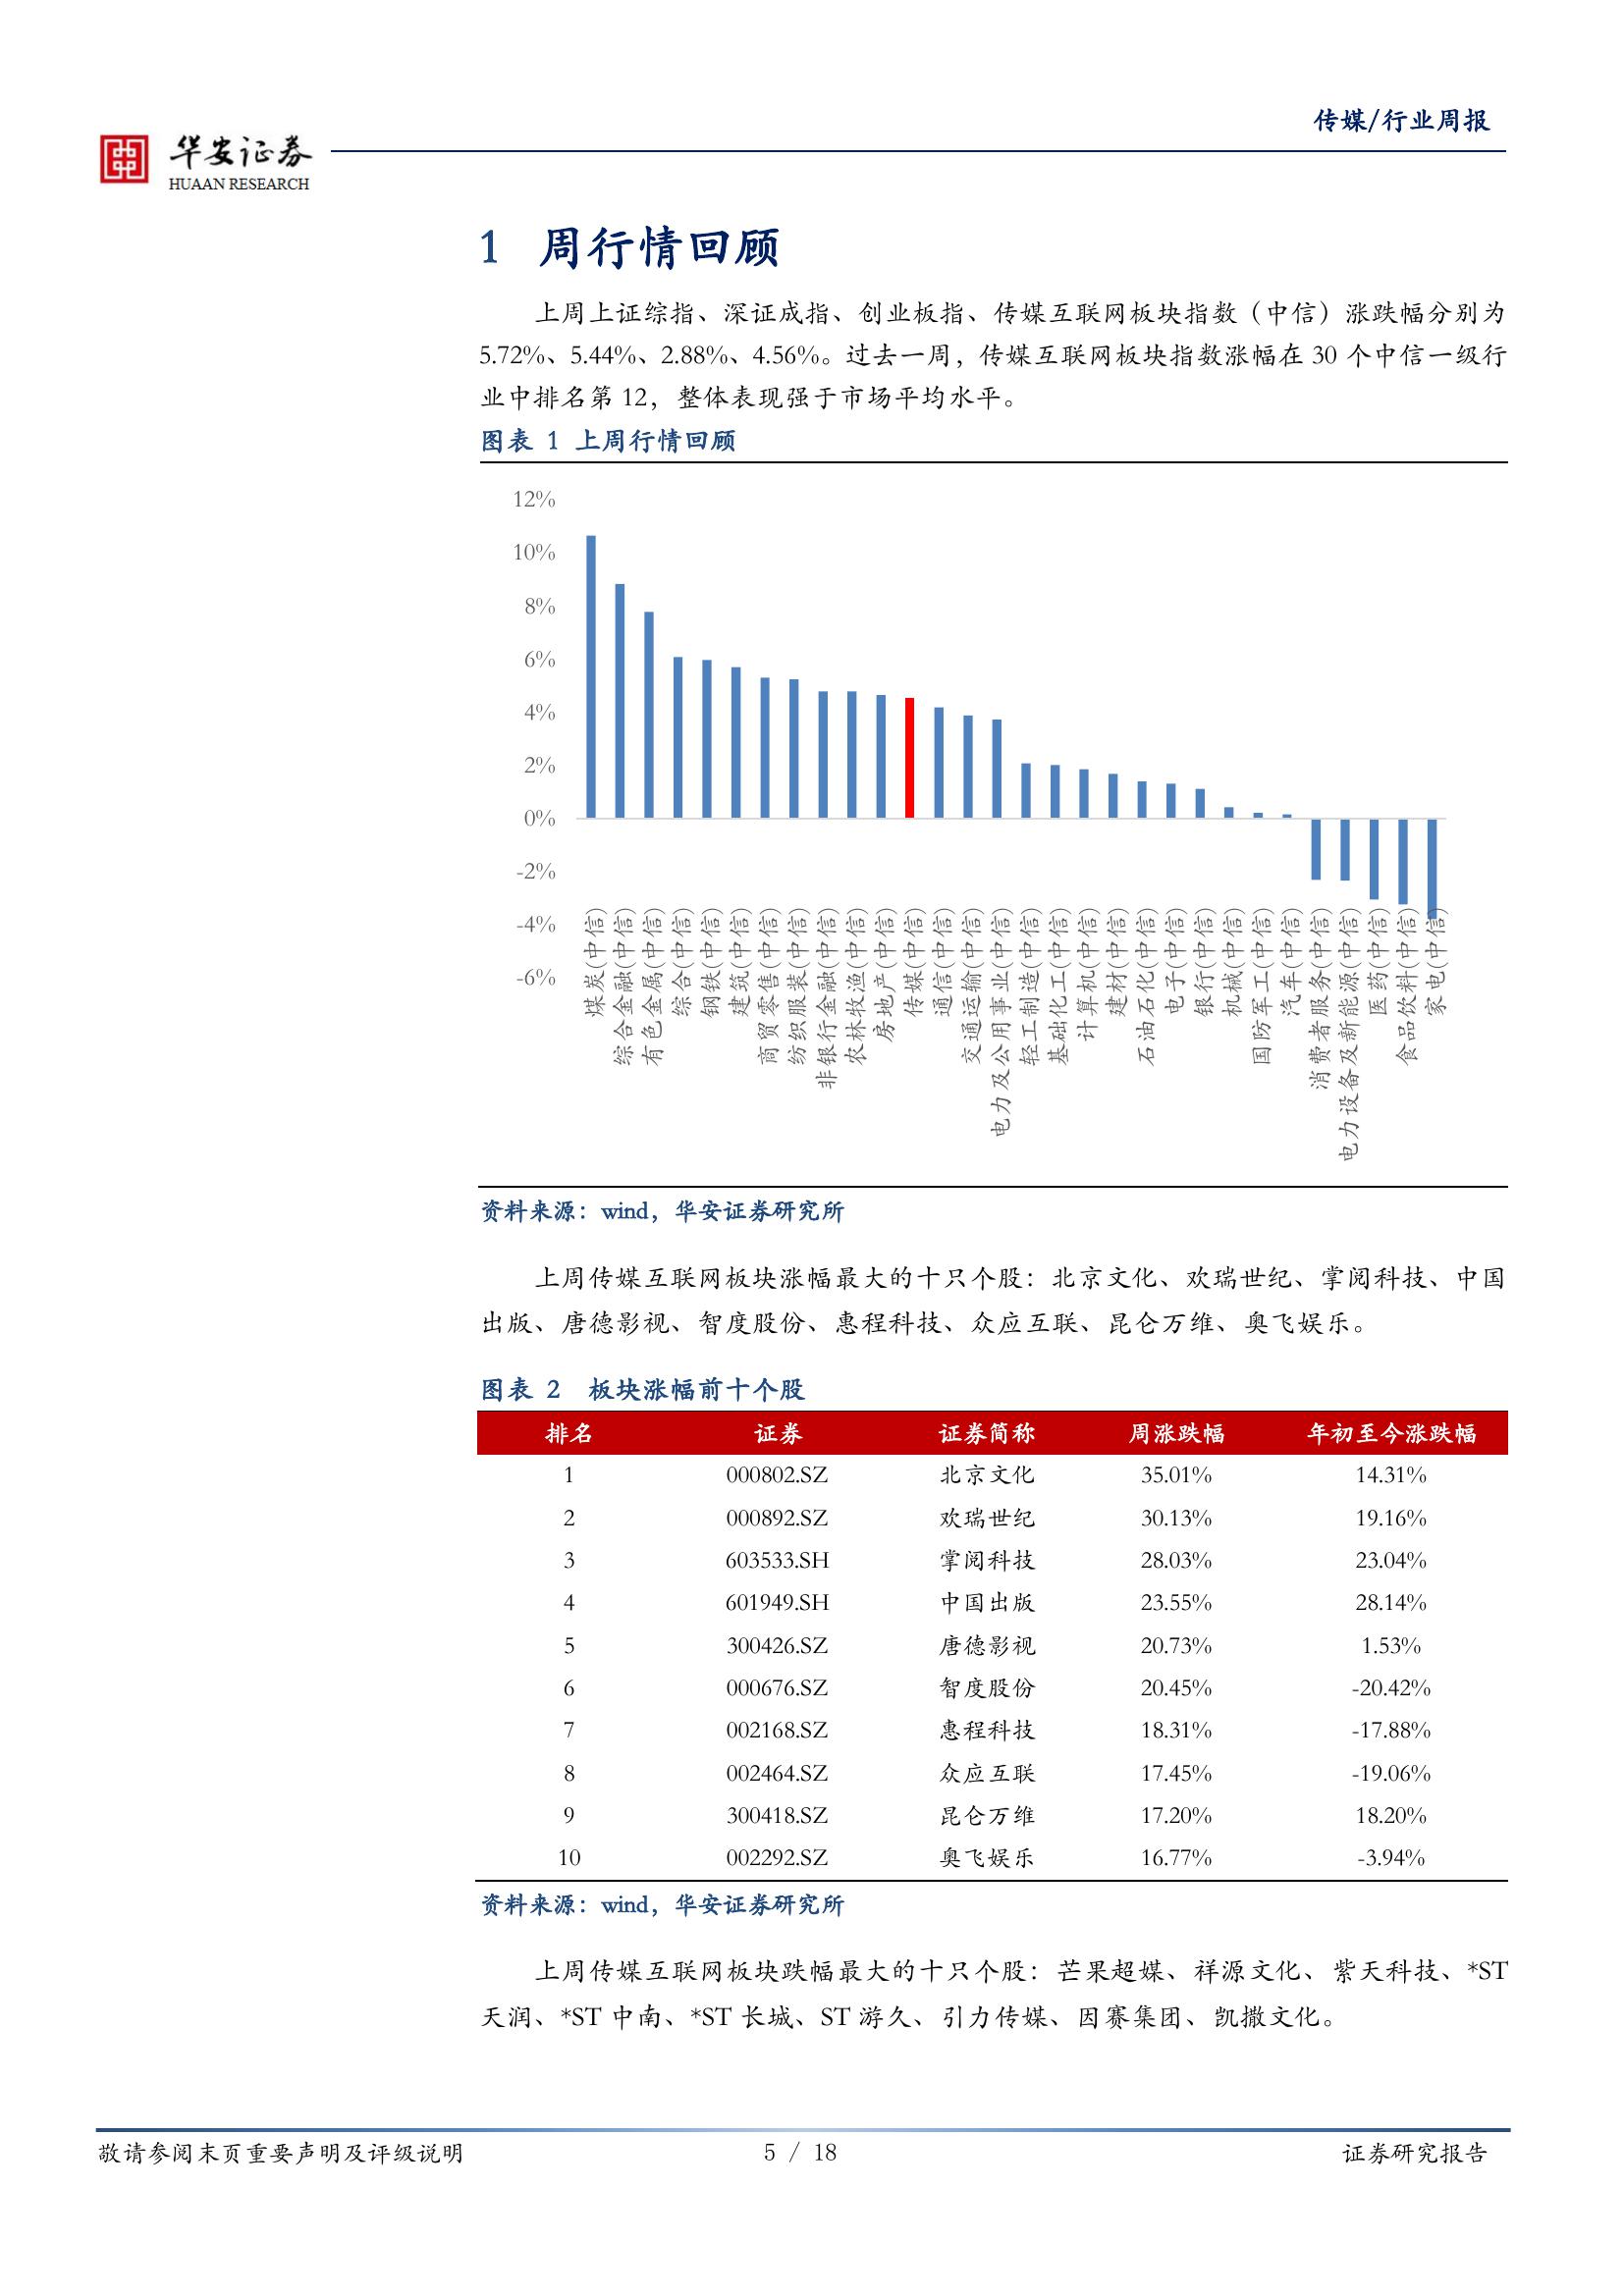 传媒/行业周报
华安证券
HUAAN RESEARCH
1 周行情回顾
上周上证综指、深证成指、创业板指、传媒互联网板块指数（中信）涨跌幅分别为
5.72%、5.44%、2.88%、4.56%。过去一周，传媒互联网板块指数涨幅在 30 个中信一级行
业中排名第 12，整体表现强于市场平均水平。
图表 1 上周行情回顾
12%
10%
8%
6%
4%
2%
0%
-2%
-4%
-6%
煤炭(中信)
综合金融(中信)
有色金属(中信)
综合(中信)
钢铁(中信)
建筑(中信)
商贸零售(中信)
纺织服装(中信)
非银行金融(中信)
农林牧渔(中信)
房地产(中信)
传媒(中信)
通信(中信)
交通运输(中信)
电力及公用事业(中信)
轻工制造(中信)
基础化工(中信)
计算机(中信)
建材(中信)
石油石化(中信)
电子(中信)
银行(中信)
机械(中信)
国防军工(中信)
汽车(中信)
消费者服务(中信)
电力设备及新能源(中信)
医药(中信)
食品饮料(中信)
家电(中信)
资料来源：wind，华安证券研究所
上周传媒互联网板块涨幅最大的十只个股：北京文化、欢瑞世纪、掌阅科技、中国
出版、唐德影视、智度股份、惠程科技、众应互联、昆仑万维、奥飞娱乐。
图表 2 板块涨幅前十个股
排名 证券 证券简称 周涨跌幅 年初至今涨跌幅
1 000802.SZ 北京文化 35.01% 14.31%
2 000892.SZ 欢瑞世纪 30.13% 19.16%
3 603533.SH 掌阅科技 28.03% 23.04%
4 601949.SH 中国出版 23.55% 28.14%
5 300426.SZ 唐德影视 20.73% 1.53%
6 000676.SZ 智度股份 20.45% -20.42%
7 002168.SZ 惠程科技 18.31% -17.88%
8 002464.SZ 众应互联 17.45% -19.06%
9 300418.SZ 昆仑万维 17.20% 18.20%
10 002292.SZ 奥飞娱乐 16.77% -3.94%
资料来源：wind，华安证券研究所
上周传媒互联网板块跌幅最大的十只个股：芒果超媒、祥源文化、紫天科技、*ST
天润、*ST 中南、*ST 长城、ST 游久、引力传媒、因赛集团、凯撒文化。
敬请参阅末页重要声明及评级说明 5 / 18 证券研究报告